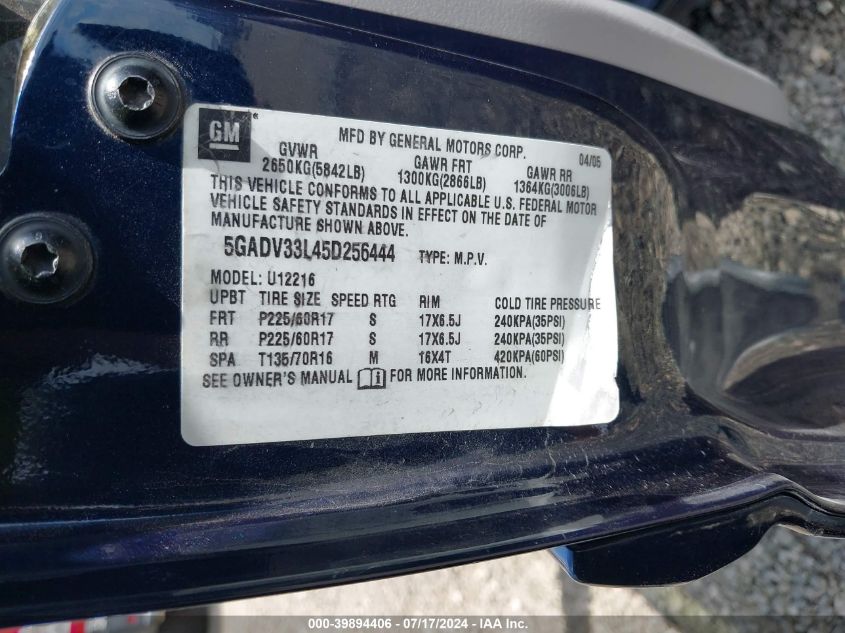 GM
MFD BY GENERAL MOTORS CORP. 04/05
GVWR GAWR FRT GAWR RR
2650KG(5842LB) 1300KG(2866LB) 1364KG(3006LB)
THIS VEHICLE CONFORMS TO ALL APPLICABLE U.S. FEDERAL MOTOR
VEHICLE SAFETY STANDARDS IN EFFECT ON THE DATE OF
MANUFACTURE SHOWN ABOVE.
5GADV33L45D256444 TYPE: M.P.V.
MODEL: U12216
UPBT TIRE SIZE SPEED RTG RIM COLD TIRE PRESSURE
FRT P225/60R17 S 17X6.5J 240KPA(35PSI)
RR P225/60R17 S 17X6.5J 240KPA(35PSI)
SPA T135/70R16 M 16X4T 420KPA(60PSI)
SEE OWNER'S MANUAL FOR MORE INFORMATION.
000-39894406 - 07/17/2024 - IAA Inc.